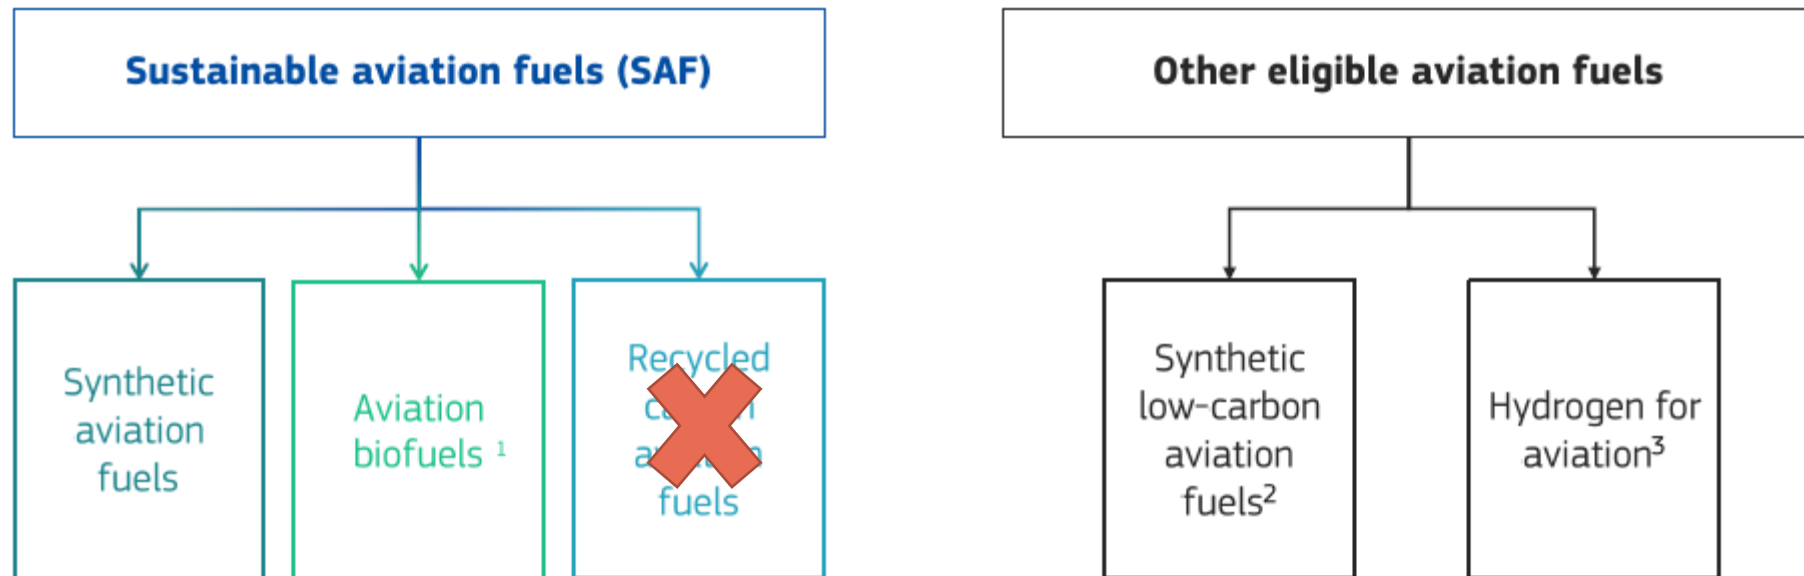 Sustainable aviation fuels (SAF)
Other eligible aviation fuels
Synthetic
aviation
fuels
Aviation
biofuels ¹
Recycled
fuels
Synthetic
low-carbon
aviation
fuels²
Hydrogen for
aviation³